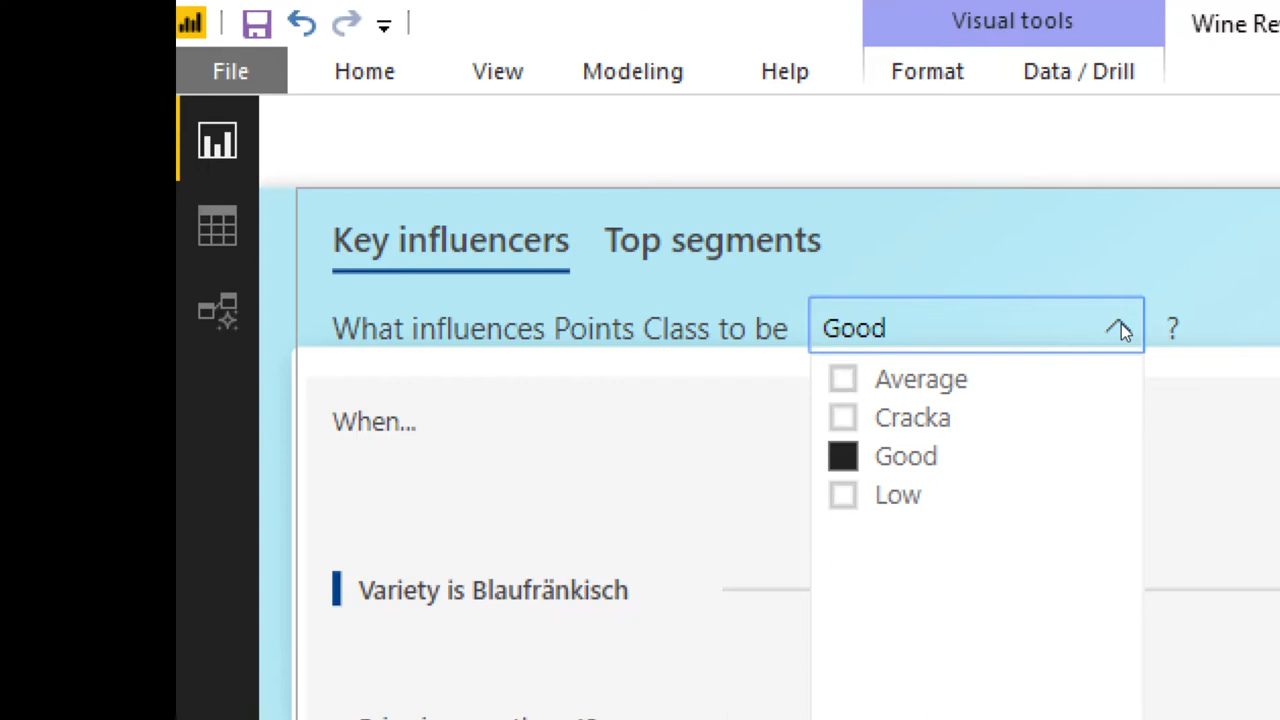 Visual tools
Wine Re
File Home View Modeling Help Format Data / Drill
Key influencers Top segments
What influences Points Class to be Good ?
Average
When...
Cracka
Good
Low
Variety is Blaufränkisch